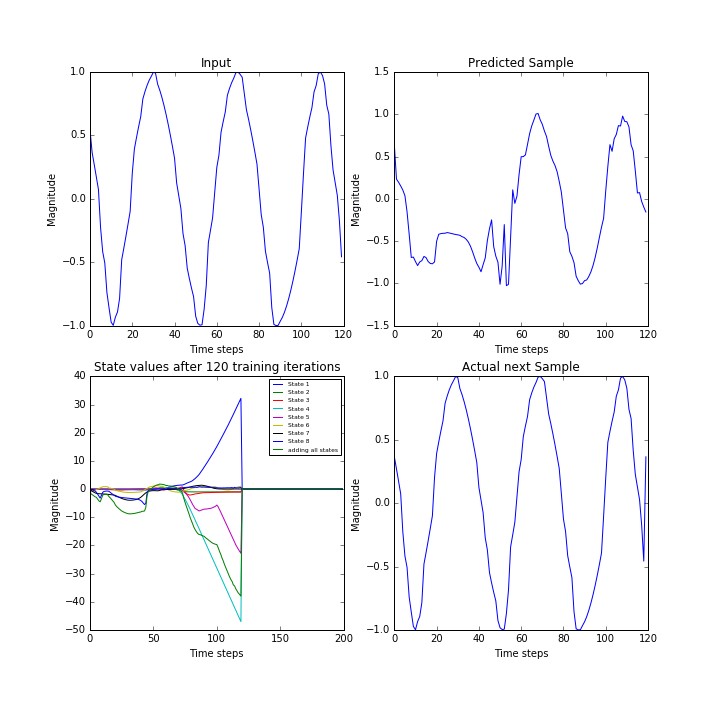 Input
1.0
0.5
0.0
−0.5
−1.0
0 20 40 60 80 100 120
Magnitude
Time steps
Predicted Sample
1.5
1.0
0.5
0.0
−0.5
−1.0
−1.5
0 20 40 60 80 100 120
Magnitude
Time steps
State values after 120 training iterations
40
30
20
10
0
−10
−20
−30
−40
−50
0 50 100 150 200
Magnitude
Time steps
State 1
State 2
State 3
State 4
State 5
State 6
State 7
State 8
adding all states
Actual next Sample
1.0
0.5
0.0
−0.5
−1.0
0 20 40 60 80 100 120
Magnitude
Time steps